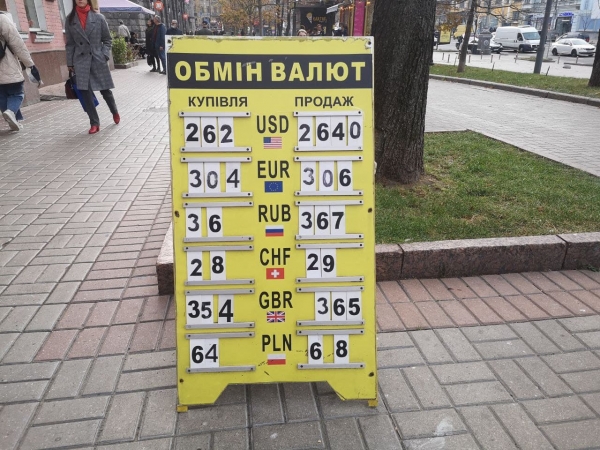 ОБМІН ВАЛЮТ
КУПІВЛЯ ПРОДАЖ
262 USD 2640
304 EUR 306
36 RUB 367
28 CHF 29
354 GBR 365
64 PLN 68